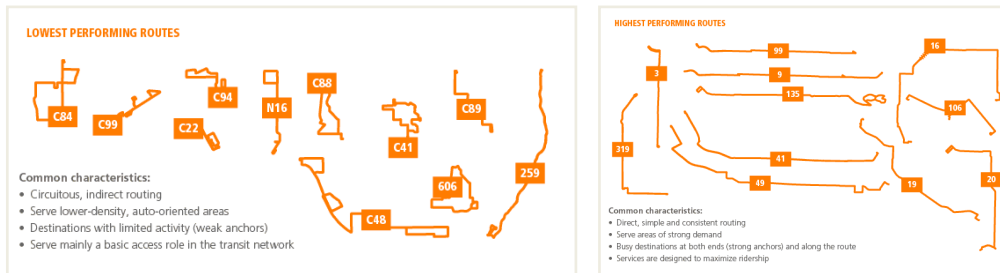 LOWEST PERFORMING ROUTES
C84
C99
C94
C22
N16
C88
C41
C89
C48
606
259
Common characteristics:
• Circuitous, indirect routing
• Serve lower-density, auto-oriented areas
• Destinations with limited activity (weak anchors)
• Serve mainly a basic access role in the transit network
HIGHEST PERFORMING ROUTES
3
99
9
135
16
106
319
41
49
19
20
Common characteristics:
• Direct, simple and consistent routing
• Serve areas of strong demand
• Busy destinations at both ends (strong anchors) and along the route
• Services are designed to maximize ridership